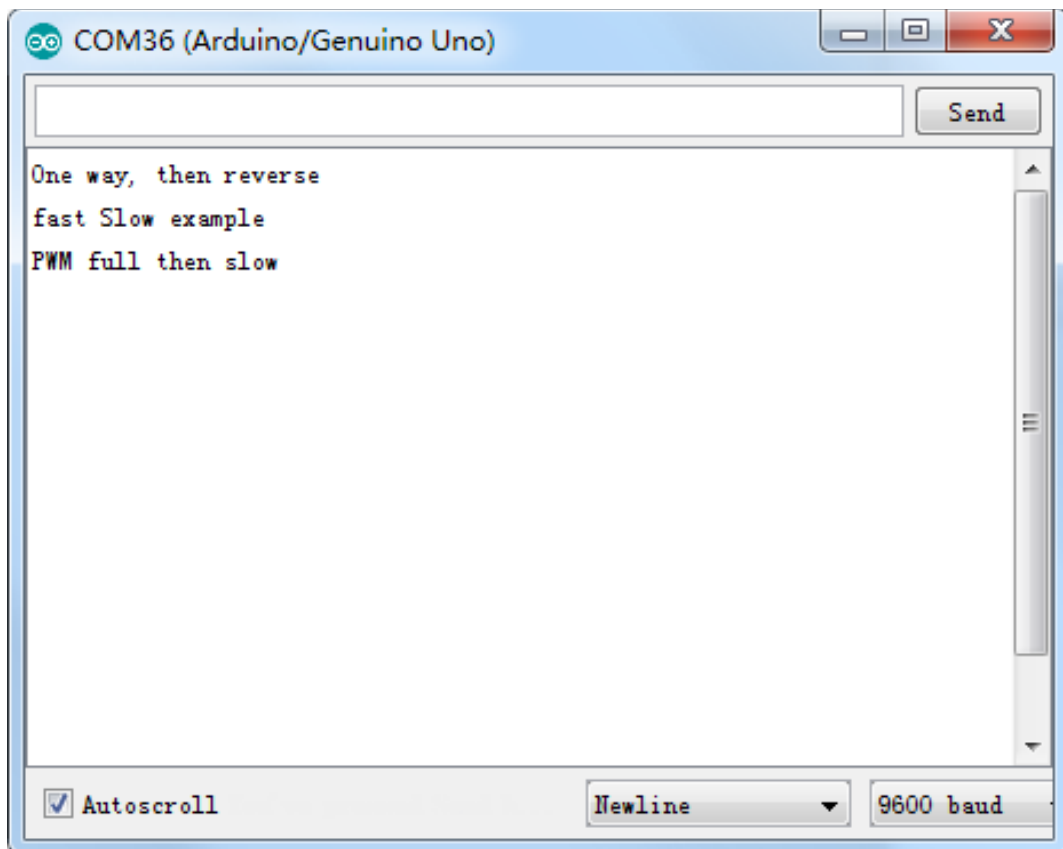 COM36 (Arduino/Genuino Uno)
Send
One way, then reverse
fast Slow example
PWM full then slow
Autoscroll
Newline
9600 baud